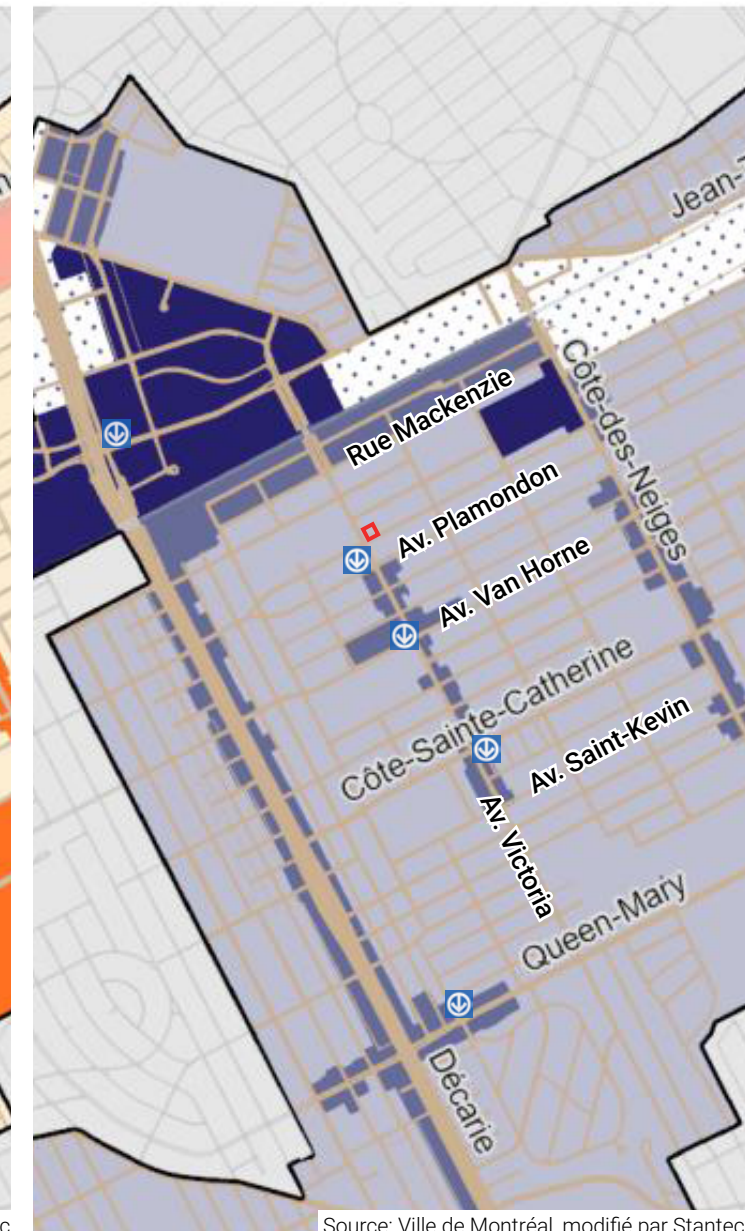 Jean-T
Côte-des-Neiges
Rue Mackenzie
Av. Plamondon
Av. Van Horne
Côte-Sainte-Catherine
Av. Saint-Kevin
Av. Victoria
Queen-Mary
Décarie
n
c
Source: Ville de Montréal, modifié par Stantec